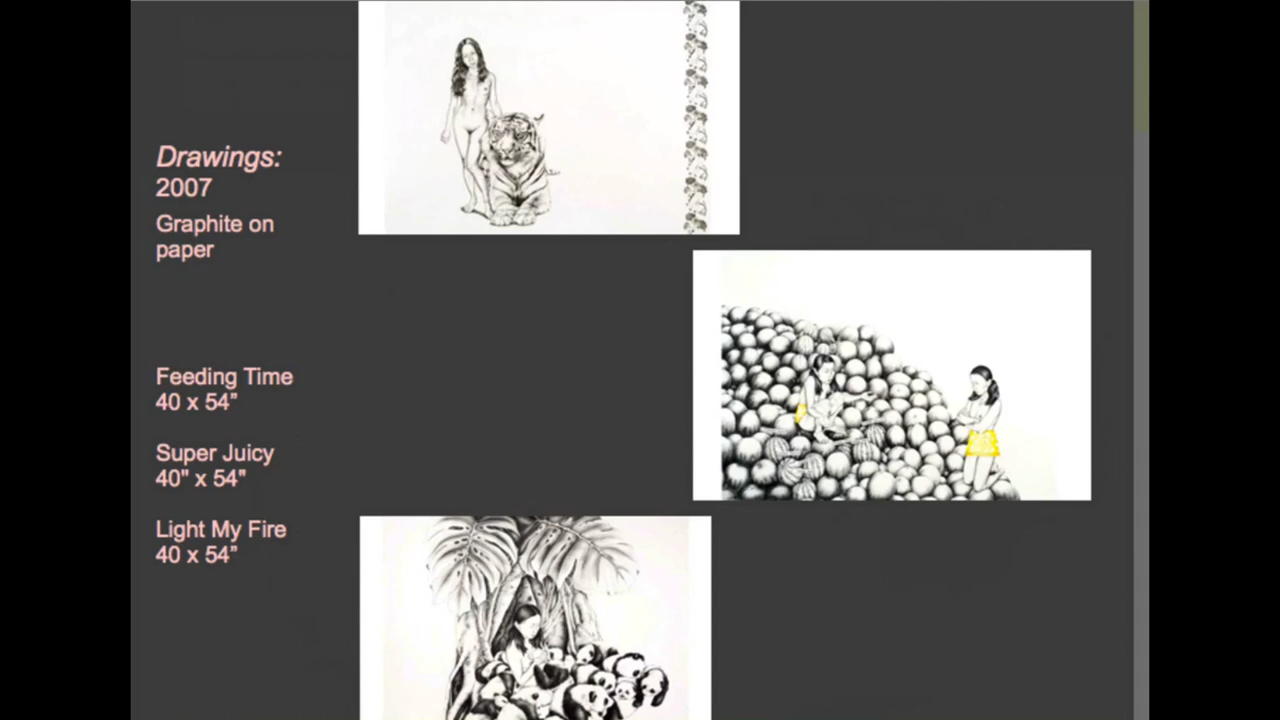 Drawings:
2007
Graphite on
paper
Feeding Time
40 x 54”
Super Juicy
40" x 54"
Light My Fire
40 x 54”